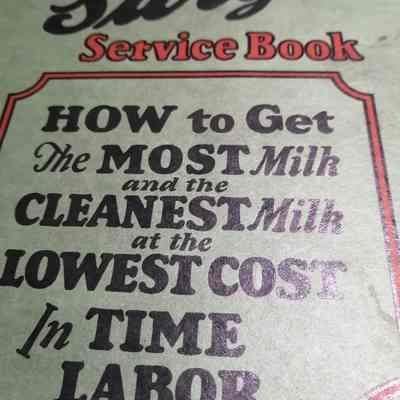 Service Book
HOW to Get
The MOST Milk
and the
CLEANEST Milk
at the
LOWEST COST
In TIME
LABOR